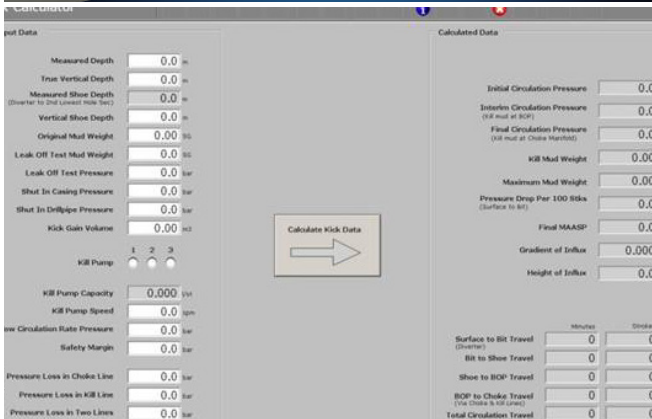 Calculator
put Data
Measured Depth 0.0 m
True Vertical Depth 0.0 m
Measured Shoe Depth 0.0 m
(Diverter to 2nd Lowest Hole Sec)
Vertical Shoe Depth 0.0 m
Original Mud Weight 0.00 SG
Leak Off Test Mud Weight 0.0 SG
Leak Off Test Pressure 0.0 bar
Shut In Casing Pressure 0.0 bar
Shut In Drillpipe Pressure 0.0 bar
Kick Gain Volume 0.00 m3
1 2 3
Kill Pump
Kill Pump Capacity 0.000 l/st
Kill Pump Speed 0.0 spm
ow Circulation Rate Pressure 0.0 bar
Safety Margin 0.0 bar
Pressure Loss in Choke Line 0.0 bar
Pressure Loss in Kill Line 0.0 bar
Pressure Loss in Two Lines 0.0 bar
Calculate Kick Data
Calculated Data
Initial Circulation Pressure 0.0
Interim Circulation Pressure 0.0
(Kill mud at BOP)
Final Circulation Pressure 0.0
(Kill mud at Choke Manifold)
Kill Mud Weight 0.00
Maximum Mud Weight 0.00
Pressure Drop Per 100 Stks 0.0
(Surface to Bit)
Final MAASP 0.0
Gradient of Influx 0.000
Height of Influx 0.0
Minutes Stroke
Surface to Bit Travel 0 0
(Diverter)
Bit to Shoe Travel 0 0
Shoe to BOP Travel 0 0
BOP to Choke Travel 0 0
(Via Choke & Kill Lines)
Total Circulation Travel 0 0